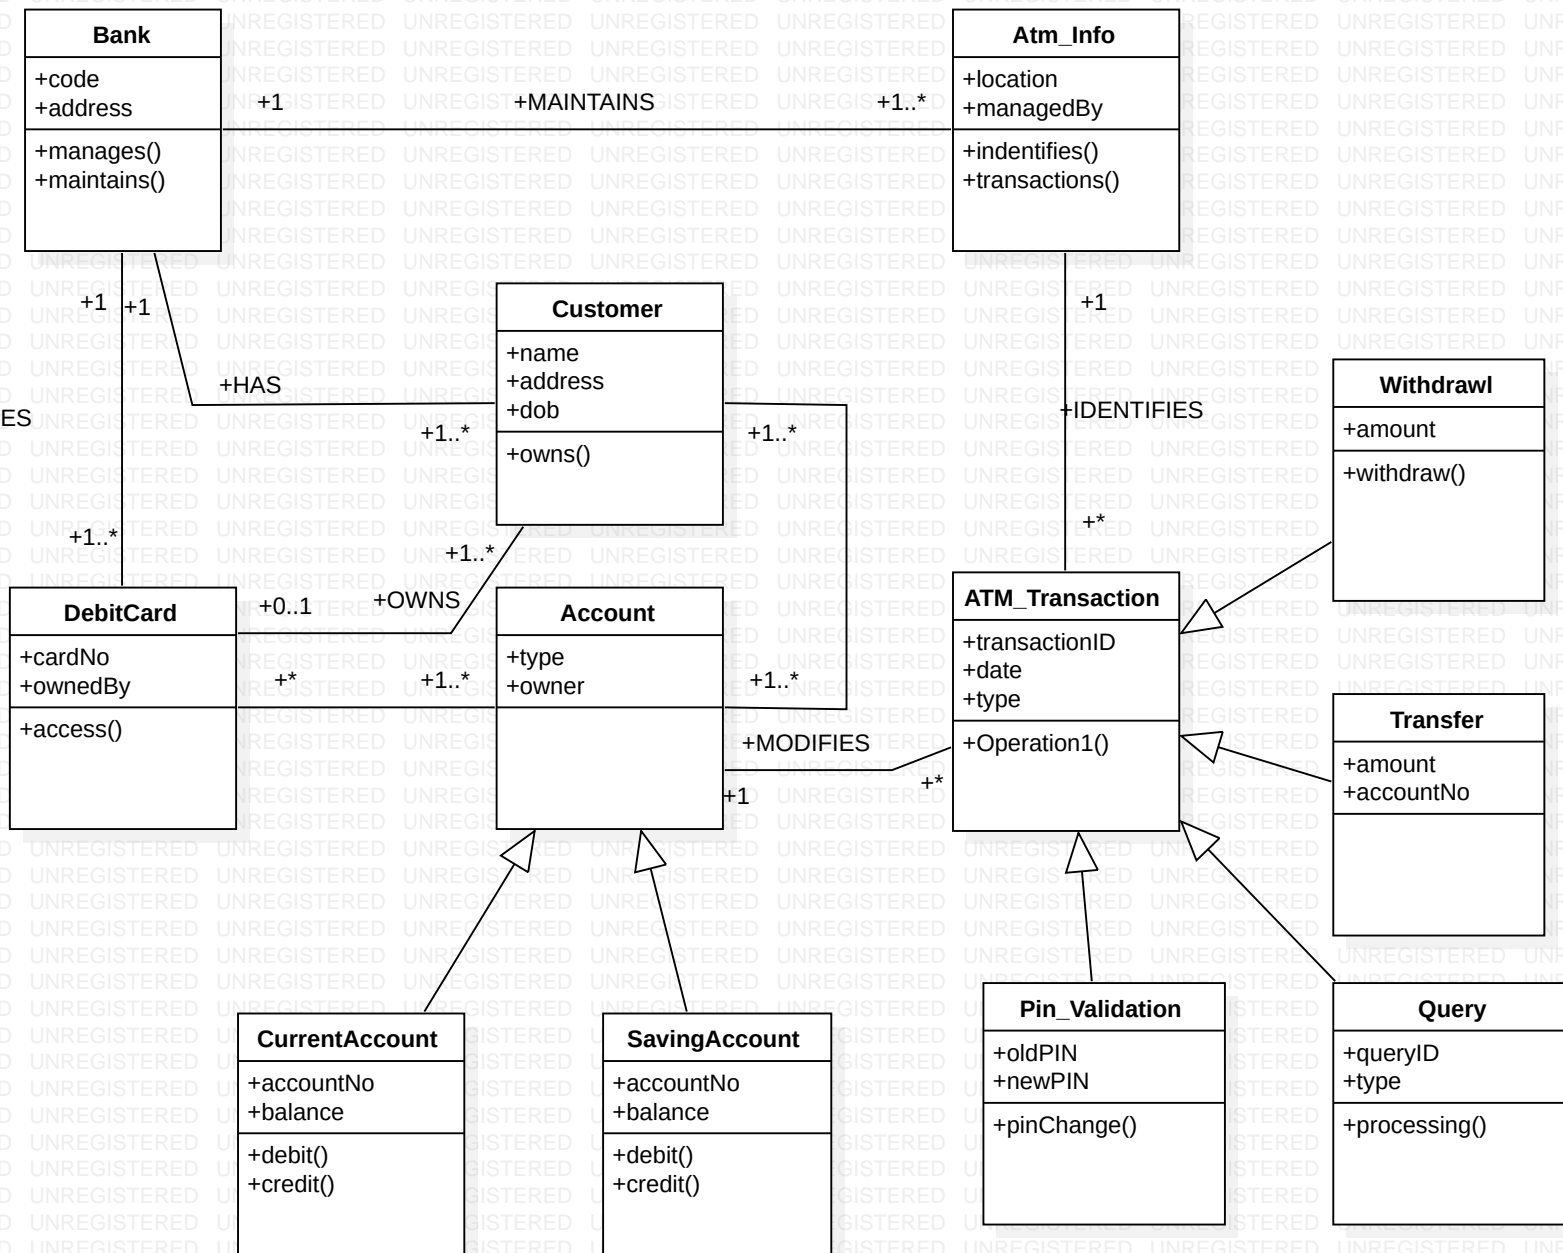 Bank
+code
+address
+manages()
+maintains()
+1
+MAINTAINS
+1..*
Atm_Info
+location
+managedBy
+indentifies()
+transactions()
+1
+1
+HAS
+1..*
ES
+1..*
Customer
+name
+address
+dob
+owns()
+1..*
+1..*
+OWNS
+0..1
+1
+IDENTIFIES
+*
Withdrawl
+amount
+withdraw()
DebitCard
+cardNo
+ownedBy
+access()
+*
+1..*
Account
+type
+owner
+1..*
+MODIFIES
+1
+*
ATM_Transaction
+transactionID
+date
+type
+Operation1()
Transfer
+amount
+accountNo
CurrentAccount
+accountNo
+balance
+debit()
+credit()
SavingAccount
+accountNo
+balance
+debit()
+credit()
Pin_Validation
+oldPIN
+newPIN
+pinChange()
Query
+queryID
+type
+processing()
UNREGISTERED